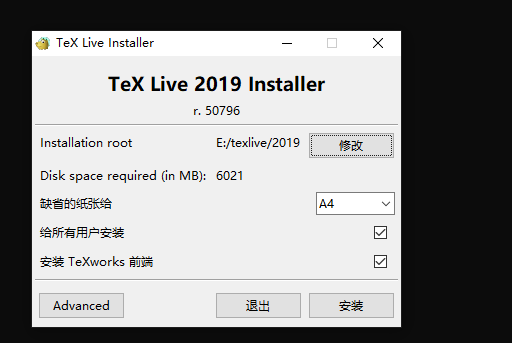 TeX Live Installer
TeX Live 2019 Installer
r. 50796
Installation root E:/texlive/2019 修改
Disk space required (in MB): 6021
缺省的纸张给 A4
给所有用户安装
安装 TeXworks 前端
Advanced 退出 安装